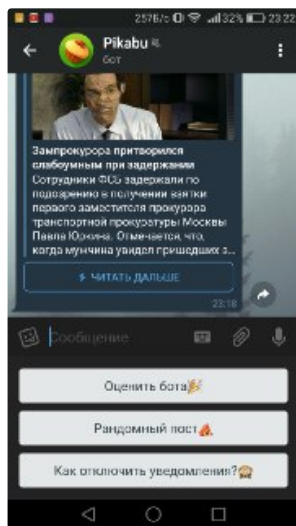 257Б/с 32% 23:22
Pikabu
бот
Зампрокурора притворился
слабоумным при задержании
Сотрудники ФСБ задержали по
подозрению в получении взятки
первого заместителя прокурора
транспортной прокуратуры Москвы
Павла Юркина. Отмечается, что,
когда мужчина увидел пришедших з...
ЧИТАТЬ ДАЛЬШЕ
23:18
Сообщение
Оценить бота🎉
Рандомный пост🎪
Как отключить уведомления?🙊